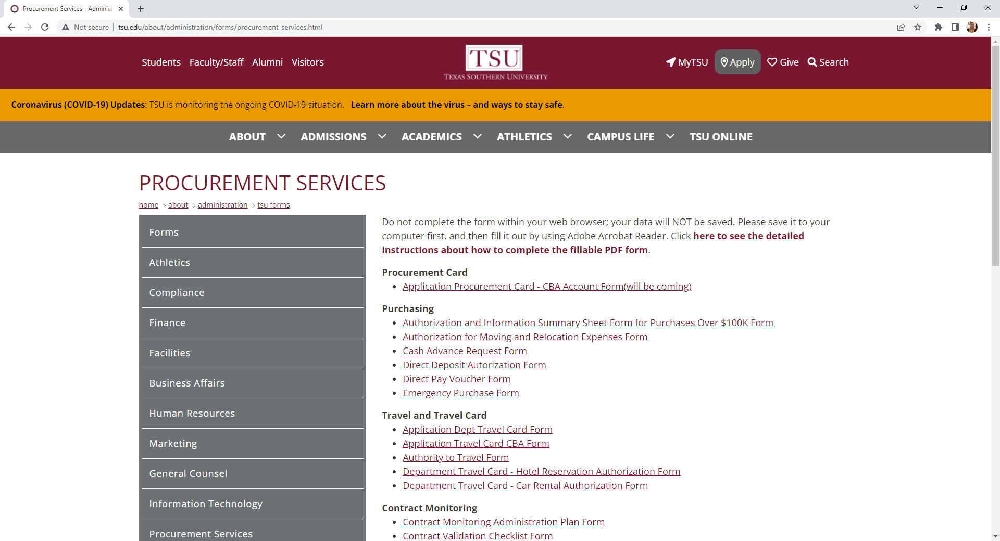 Procurement Services - Administ
Not secure
tsu.edu/about/administration/forms/procurement-services.html
Students Faculty/Staff Alumni Visitors
TSU
TEXAS SOUTHERN UNIVERSITY
MyTSU Apply Give Search
Coronavirus (COVID-19) Updates: TSU is monitoring the ongoing COVID-19 situation. Learn more about the virus – and ways to stay safe.
ABOUT ADMISSIONS ACADEMICS ATHLETICS CAMPUS LIFE TSU ONLINE
PROCUREMENT SERVICES
home > about > administration > tsu forms
Forms
Athletics
Compliance
Finance
Facilities
Business Affairs
Human Resources
Marketing
General Counsel
Information Technology
Procurement Services
Do not complete the form within your web browser; your data will NOT be saved. Please save it to your
computer first, and then fill it out by using Adobe Acrobat Reader. Click here to see the detailed
instructions about how to complete the fillable PDF form.
Procurement Card
• Application Procurement Card - CBA Account Form(will be coming)
Purchasing
• Authorization and Information Summary Sheet Form for Purchases Over $100K Form
• Authorization for Moving and Relocation Expenses Form
• Cash Advance Request Form
• Direct Deposit Autorization Form
• Direct Pay Voucher Form
• Emergency Purchase Form
Travel and Travel Card
• Application Dept Travel Card Form
• Application Travel Card CBA Form
• Authority to Travel Form
• Department Travel Card - Hotel Reservation Authorization Form
• Department Travel Card - Car Rental Authorization Form
Contract Monitoring
• Contract Monitoring Administration Plan Form
• Contract Validation Checklist Form